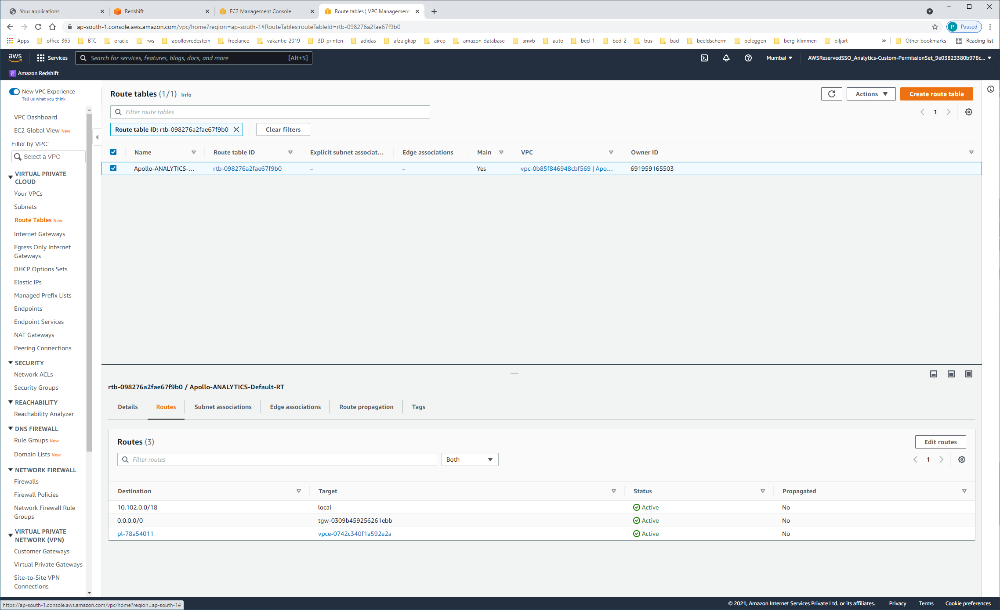 Your applications
Redshift
EC2 Management Console
Route tables | VPC Management
ap-south-1.console.aws.amazon.com/vpc/home?region=ap-south-1#RouteTables:routeTableId=rtb-098276a2fae67f9b0
P Paused
Apps office-365 BTC oracle rws apollovredestein freelance vakantie-2019 3D-printen adidas afzuigkap airco amazon-database anwb auto bed-1 bed-2 bus bad beeldscherm beleggen berg-klimmen biljart » Other bookmarks Reading list
aws Services Search for services, features, blogs, docs, and more [Alt+S] Mumbai AWSReservedSSO_Analytics-Custom-PermissionSet_9e03823380b978c...
Amazon Redshift
New VPC Experience
Tell us what you think
VPC Dashboard
EC2 Global View New
Filter by VPC:
Select a VPC
VIRTUAL PRIVATE
CLOUD
Your VPCs
Subnets
Route Tables New
Internet Gateways
Egress Only Internet
Gateways
DHCP Options Sets
Elastic IPs
Managed Prefix Lists
Endpoints
Endpoint Services
NAT Gateways
Peering Connections
SECURITY
Network ACLs
Security Groups
REACHABILITY
Reachability Analyzer
DNS FIREWALL
Rule Groups New
Domain Lists New
NETWORK FIREWALL
Firewalls
Firewall Policies
Network Firewall Rule
Groups
VIRTUAL PRIVATE
NETWORK (VPN)
Customer Gateways
Virtual Private Gateways
Site-to-Site VPN
Connections
Route tables (1/1) Info
Actions
Create route table
Filter route tables
1
Route table ID: rtb-098276a2fae67f9b0
Clear filters
Name Route table ID Explicit subnet associat... Edge associations Main VPC Owner ID
Apollo-ANALYTICS-... rtb-098276a2fae67f9b0 – – Yes vpc-0b85f846948cbf569 | Apo... 691959165503
rtb-098276a2fae67f9b0 / Apollo-ANALYTICS-Default-RT
Details Routes Subnet associations Edge associations Route propagation Tags
Routes (3)
Edit routes
Filter routes
Both
1
Destination Target Status Propagated
10.102.0.0/18 local Active No
0.0.0.0/0 tgw-0309b459256261ebb Active No
pl-78a54011 vpce-0742c340f1a592e2a Active No
https://ap-south-1.console.aws.amazon.com/vpc/home?region=ap-south-1#
© 2021, Amazon Internet Services Private Ltd. or its affiliates. Privacy Terms Cookie preferences